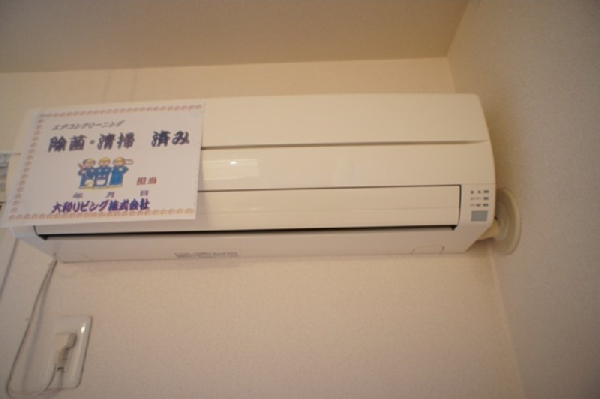 エアコンクリーニング
除菌・清掃 済み
担当
年 月 日
大和リビング株式会社